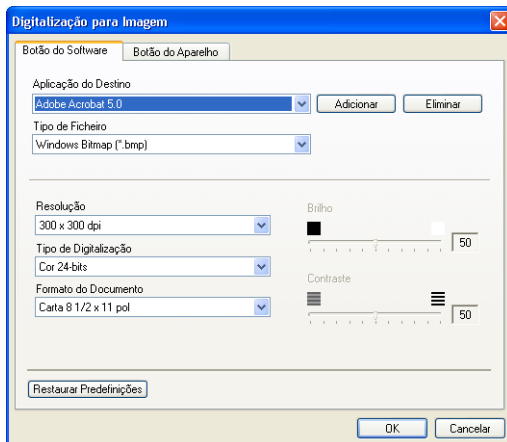 Digitalização para Imagem
Botão do Software
Botão do Aparelho
Aplicação do Destino
Adobe Acrobat 5.0
Adicionar
Eliminar
Tipo de Ficheiro
Windows Bitmap (*.bmp)
Resolução
300 x 300 dpi
Brilho
50
Tipo de Digitalização
Cor 24-bits
Formato do Documento
Carta 8 1/2 x 11 pol
Contraste
50
Restaurar Predefinições
OK
Cancelar